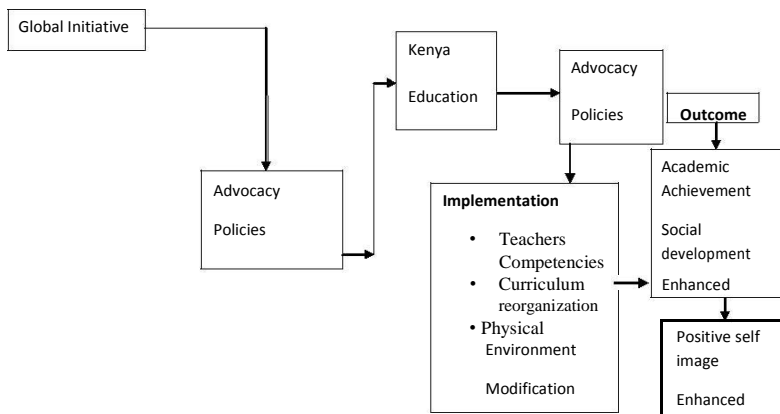 Global Initiative
Advocacy
Policies
Kenya
Education
Advocacy
Policies
Implementation
• Teachers
Competencies
• Curriculum
reorganization
• Physical
Environment
Modification
Outcome
Academic
Achievement
Social
development
Enhanced
Positive self
image
Enhanced